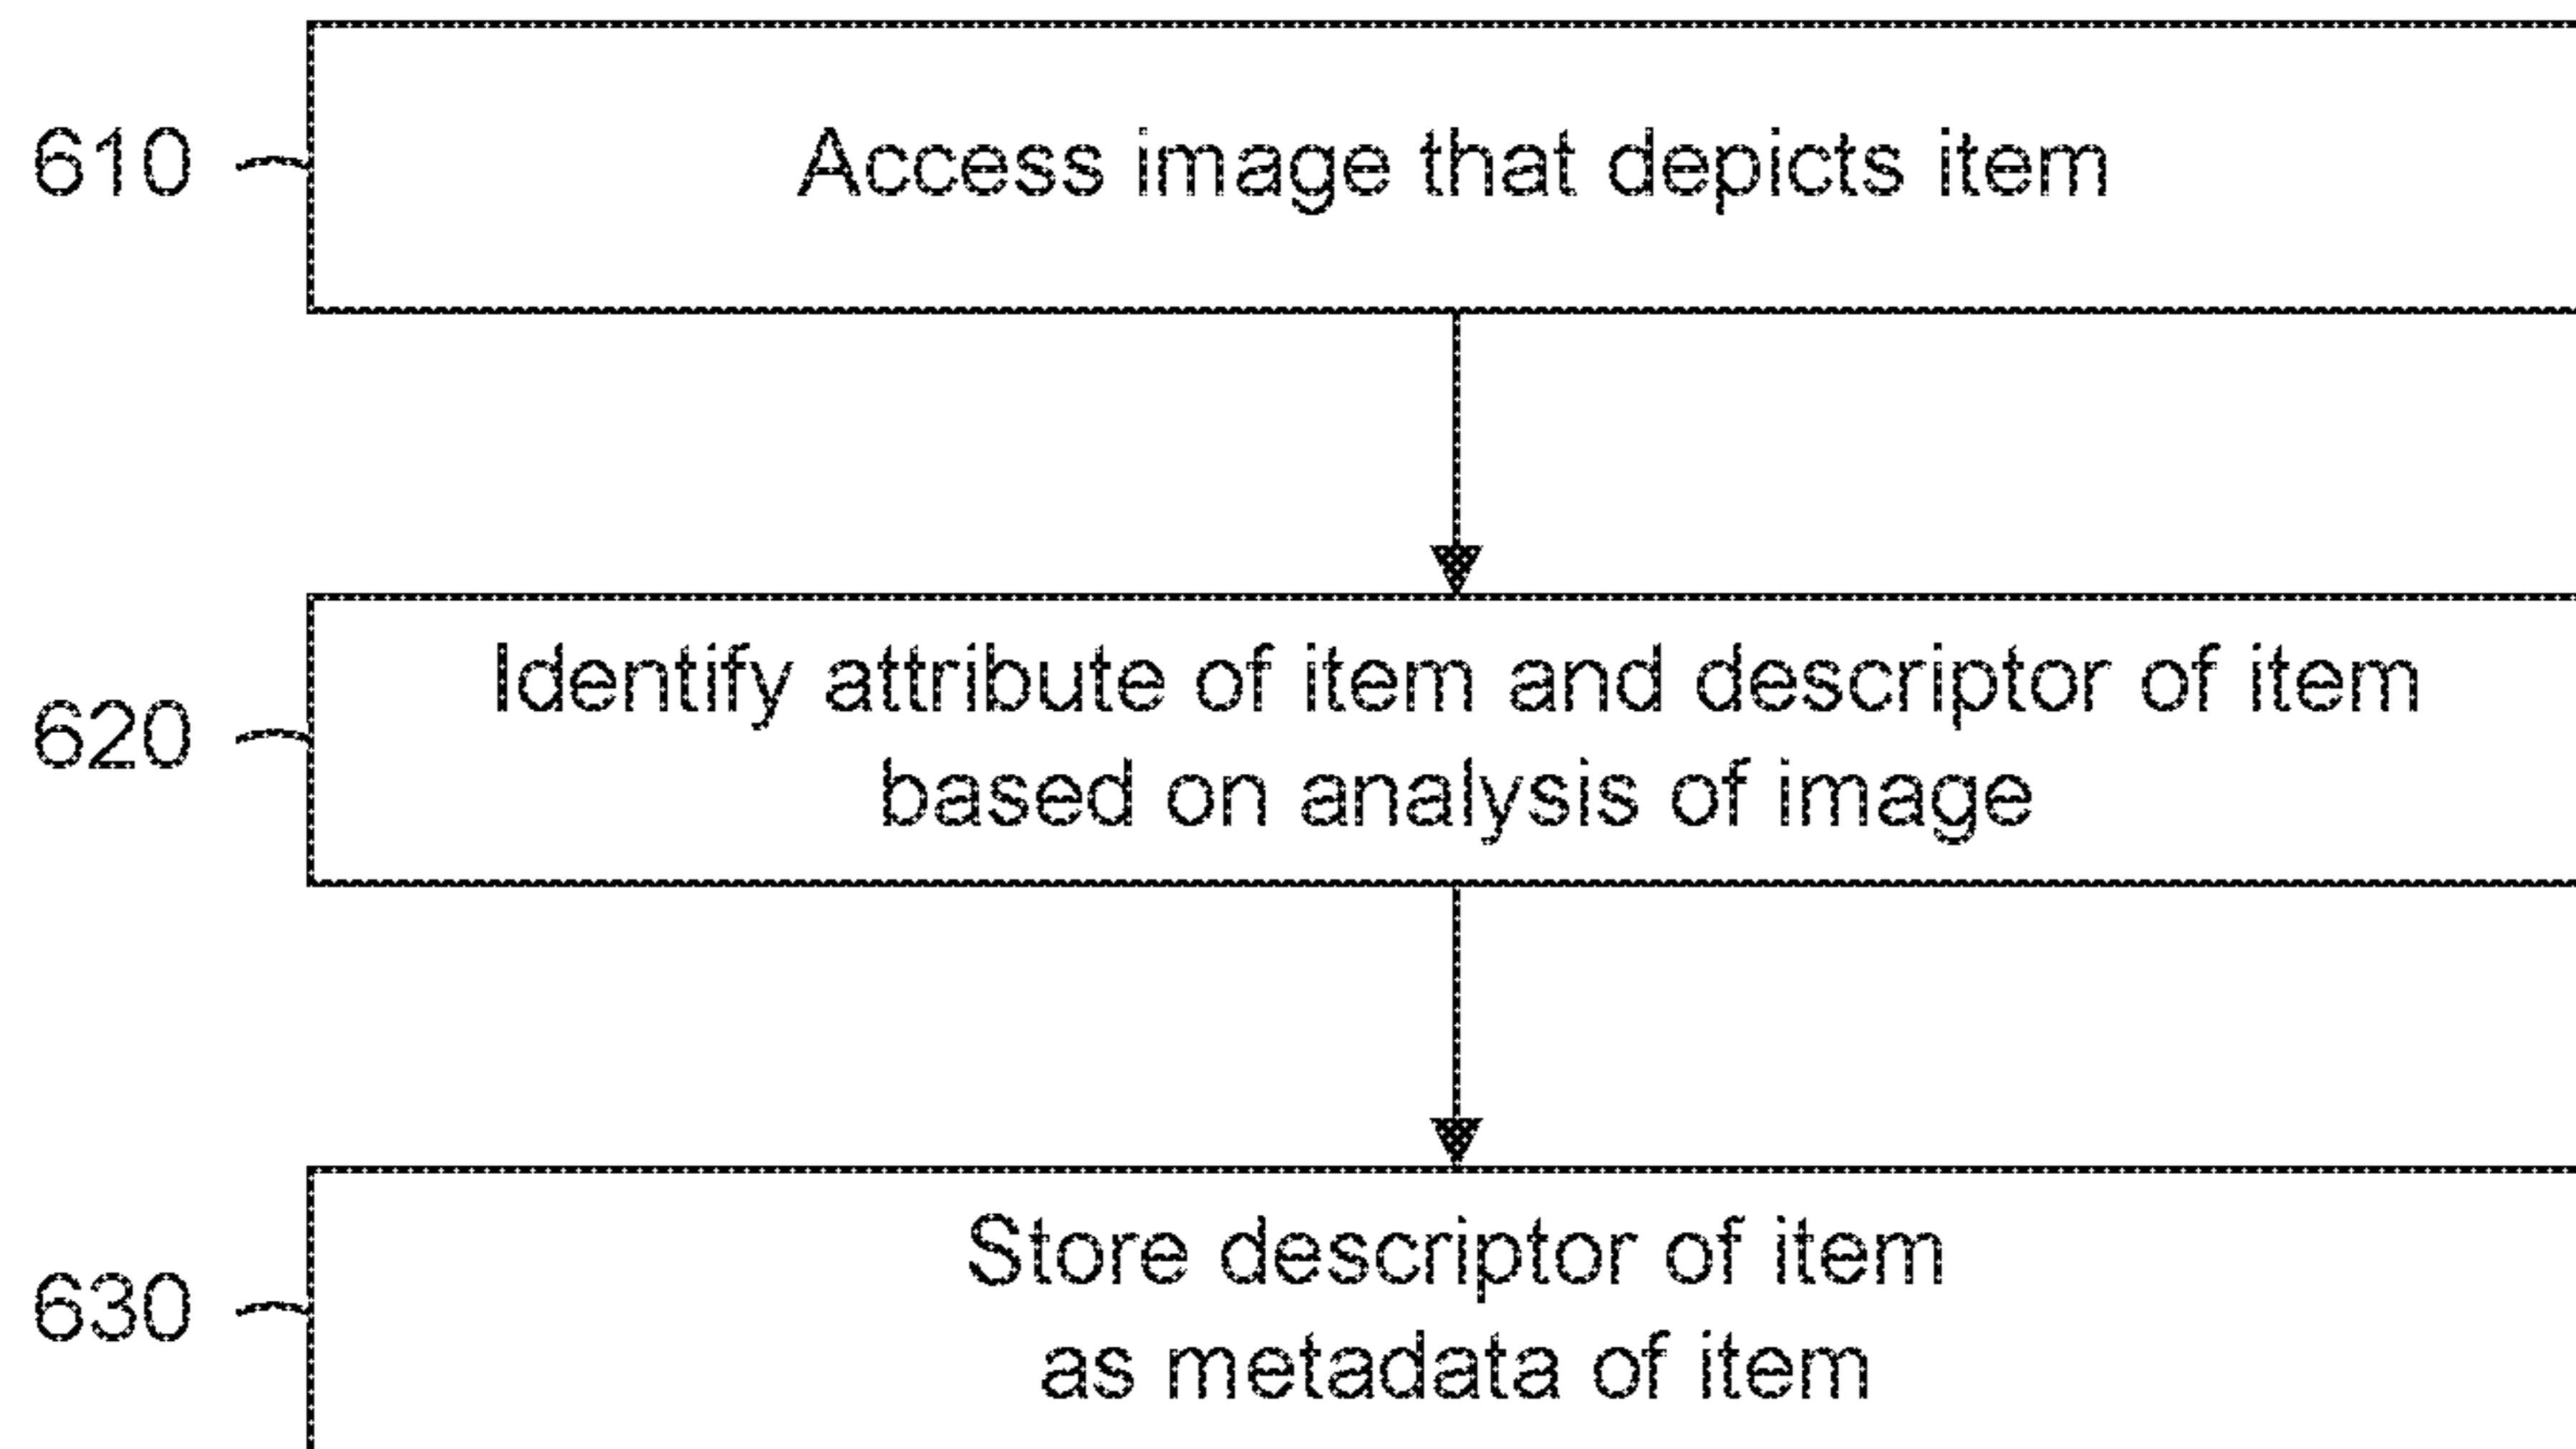 610
Access image that depicts item
620
Identify attribute of item and descriptor of item
based on analysis of image
630
Store descriptor of item
as metadata of item